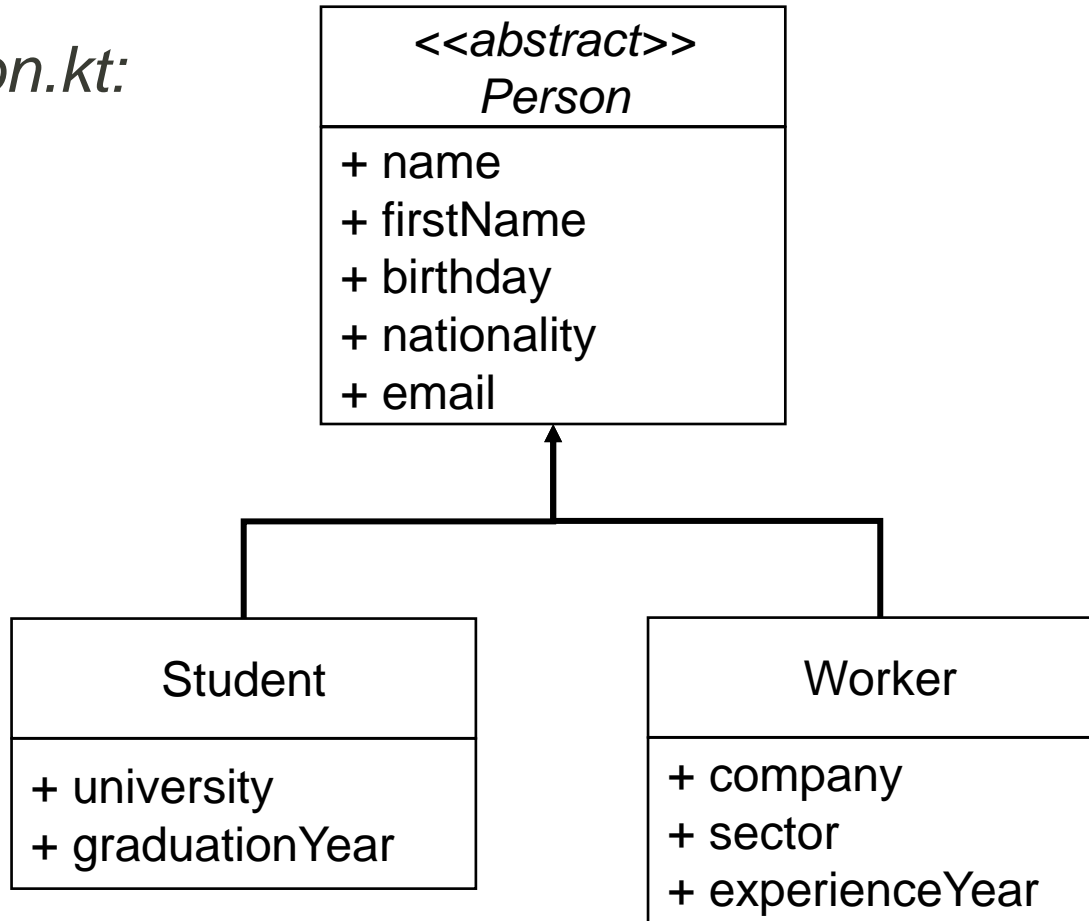 on.kt:
<<abstract>>
Person
+ name
+ firstName
+ birthday
+ nationality
+ email
Student
+ university
+ graduationYear
Worker
+ company
+ sector
+ experienceYear